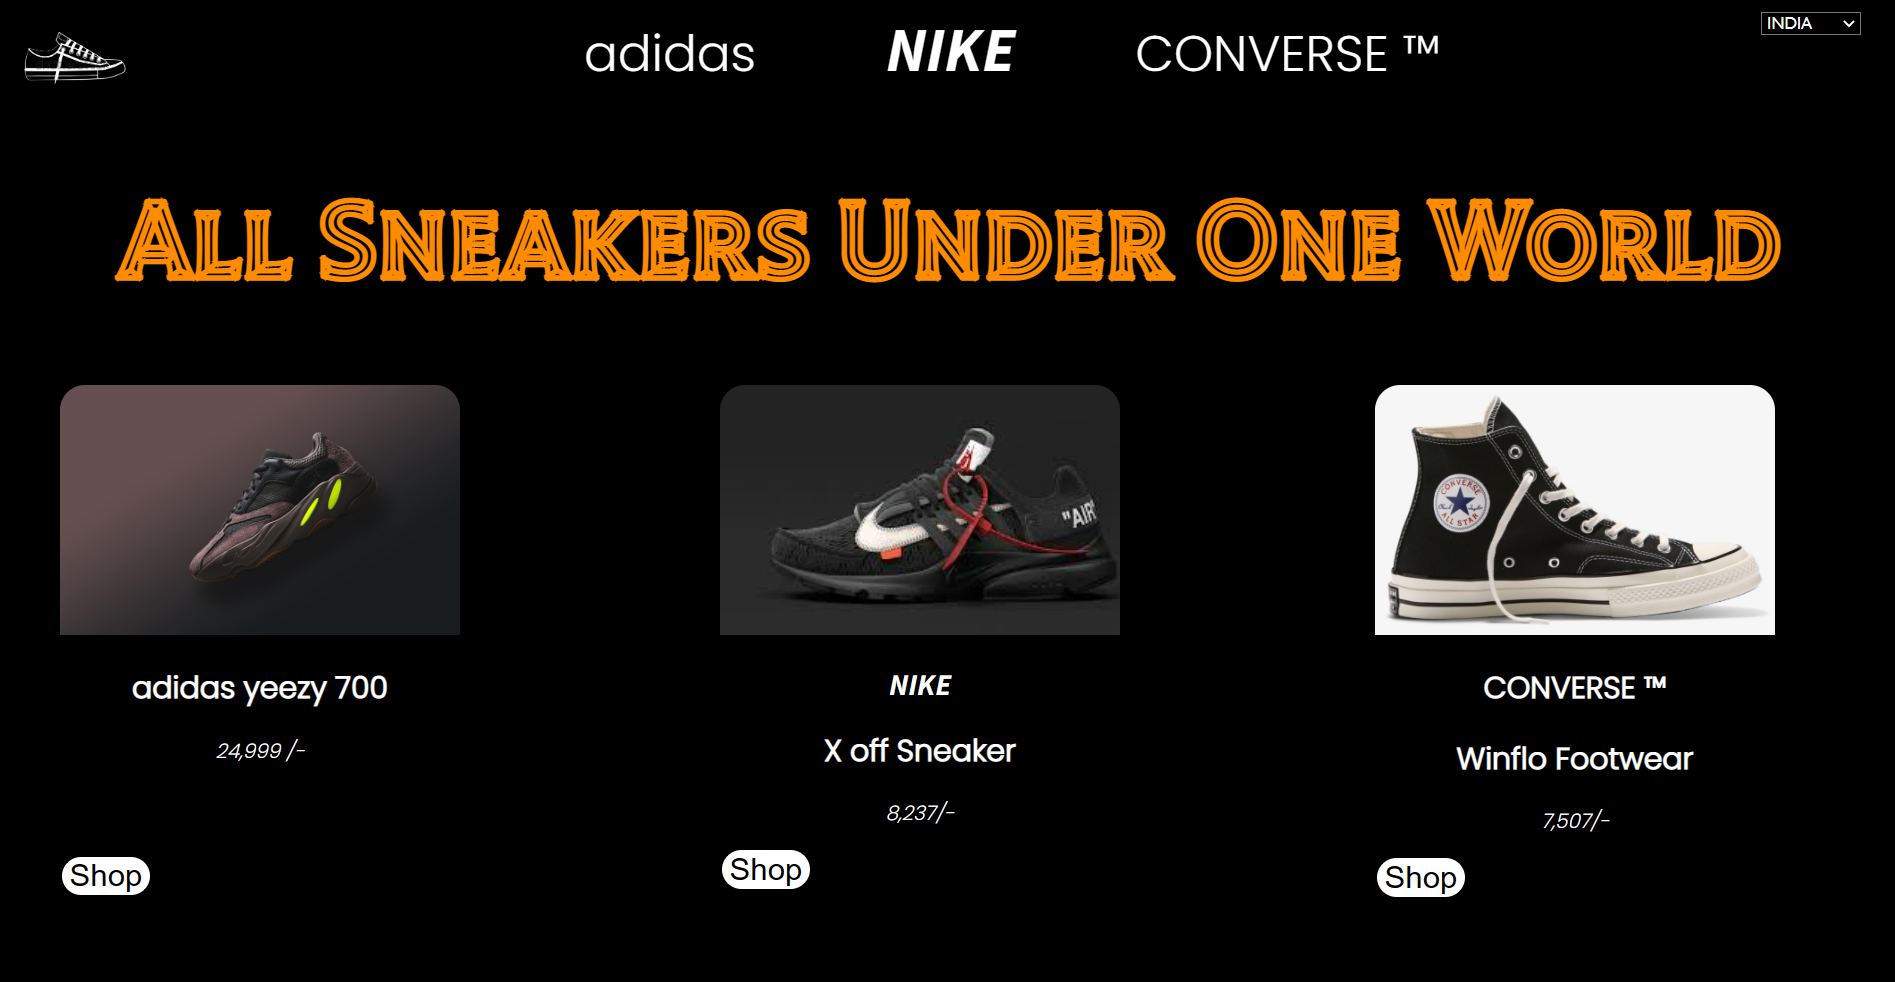 adidas NIKE CONVERSE ™ INDIA
All Sneakers Under One World
"AIR"
CONVERSE
ALL STAR
adidas yeezy 700
24,999 /-
Shop
NIKE
X off Sneaker
8,237/-
Shop
CONVERSE ™
Winflo Footwear
7,507/-
Shop